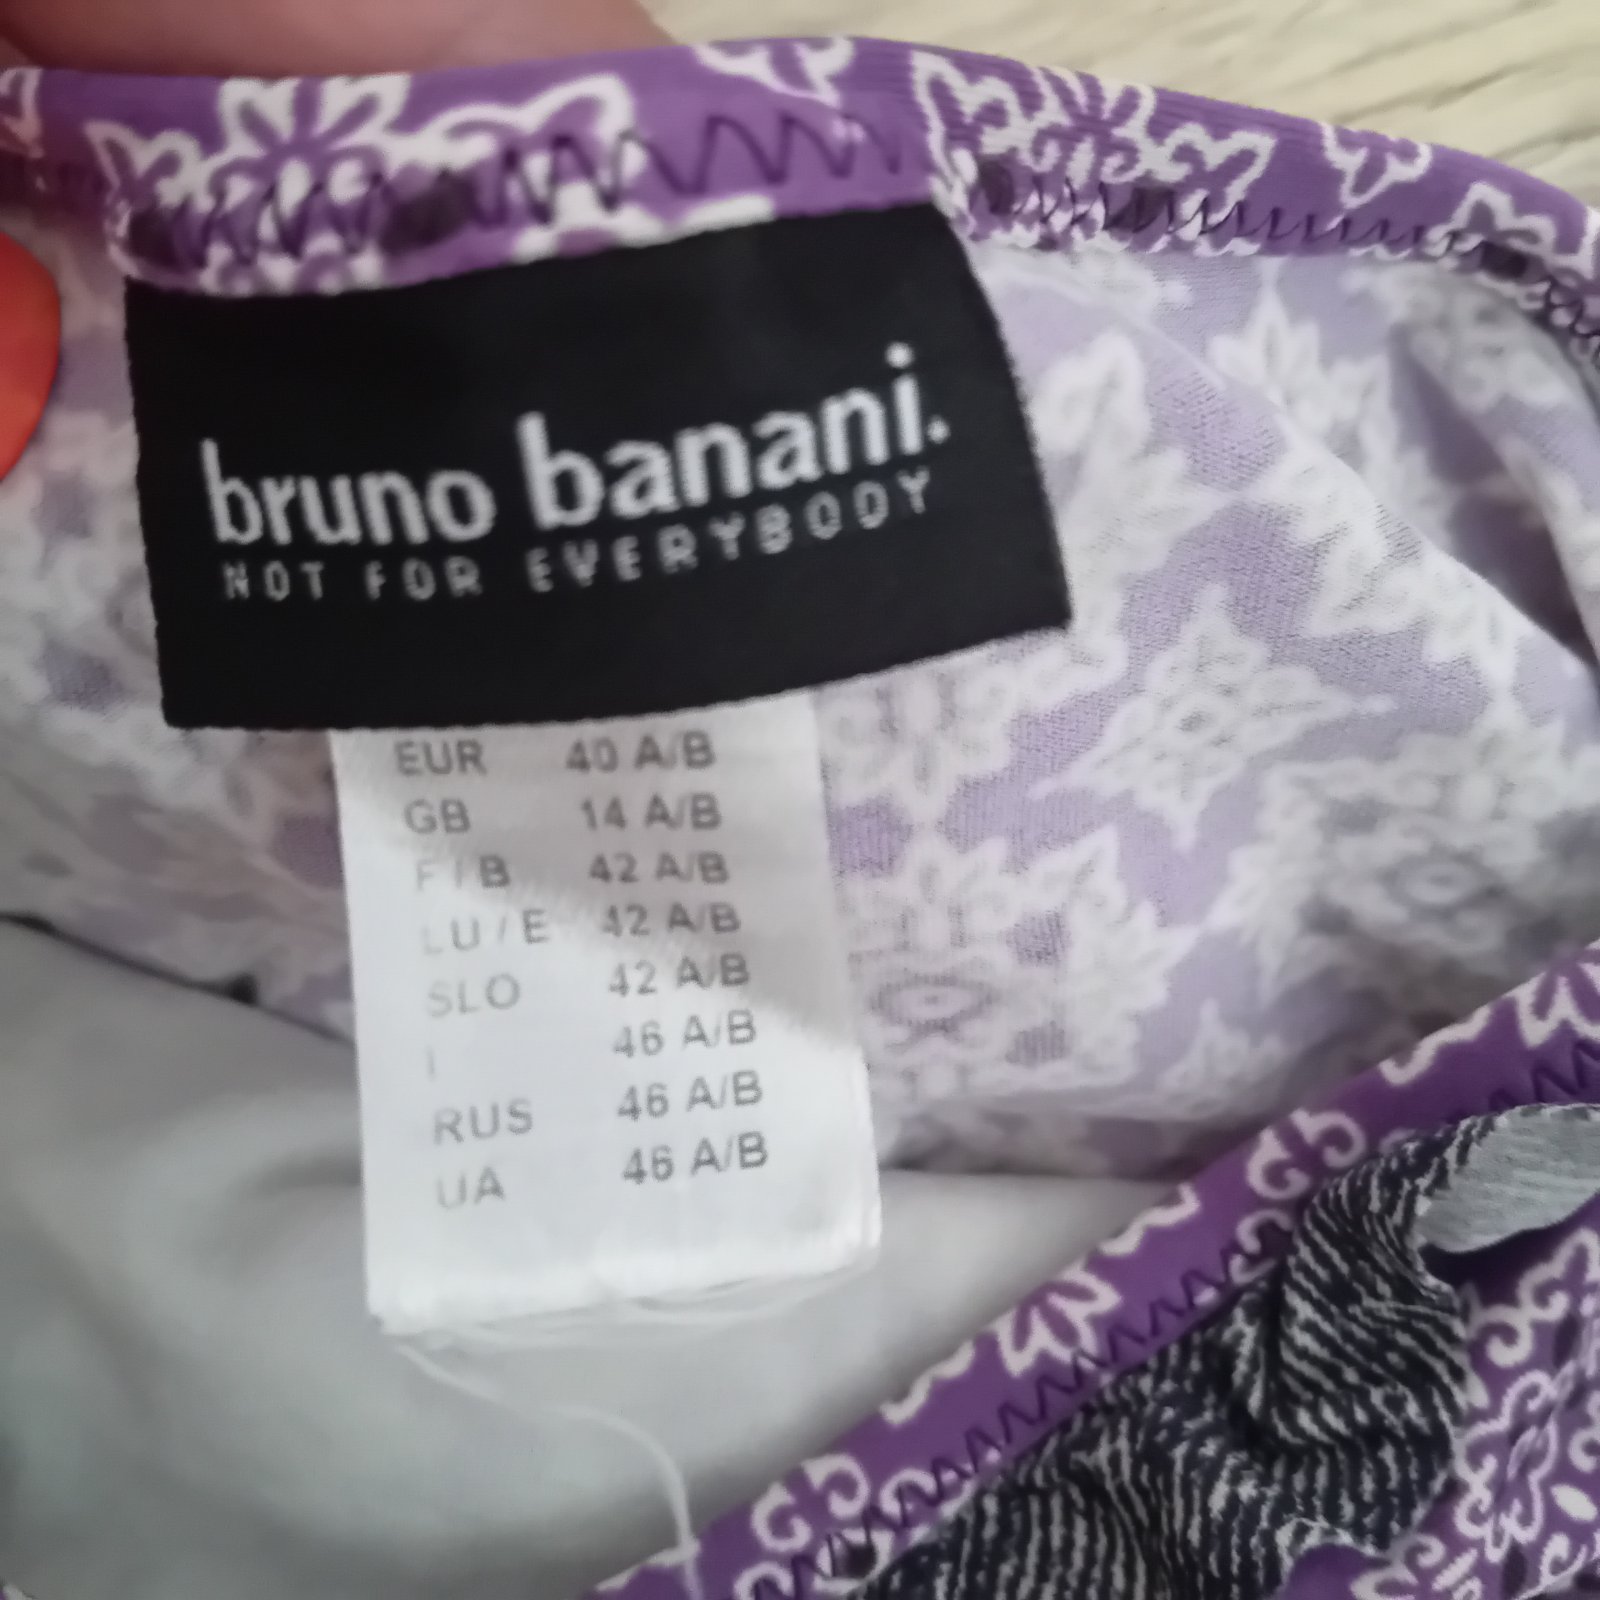 bruno banani.
NOT FOR EVERYBODY
EUR 40 A/B
GB 14 A/B
F / B 42 A/B
LU / E 42 A/B
SLO 42 A/B
I 46 A/B
RUS 46 A/B
UA 46 A/B